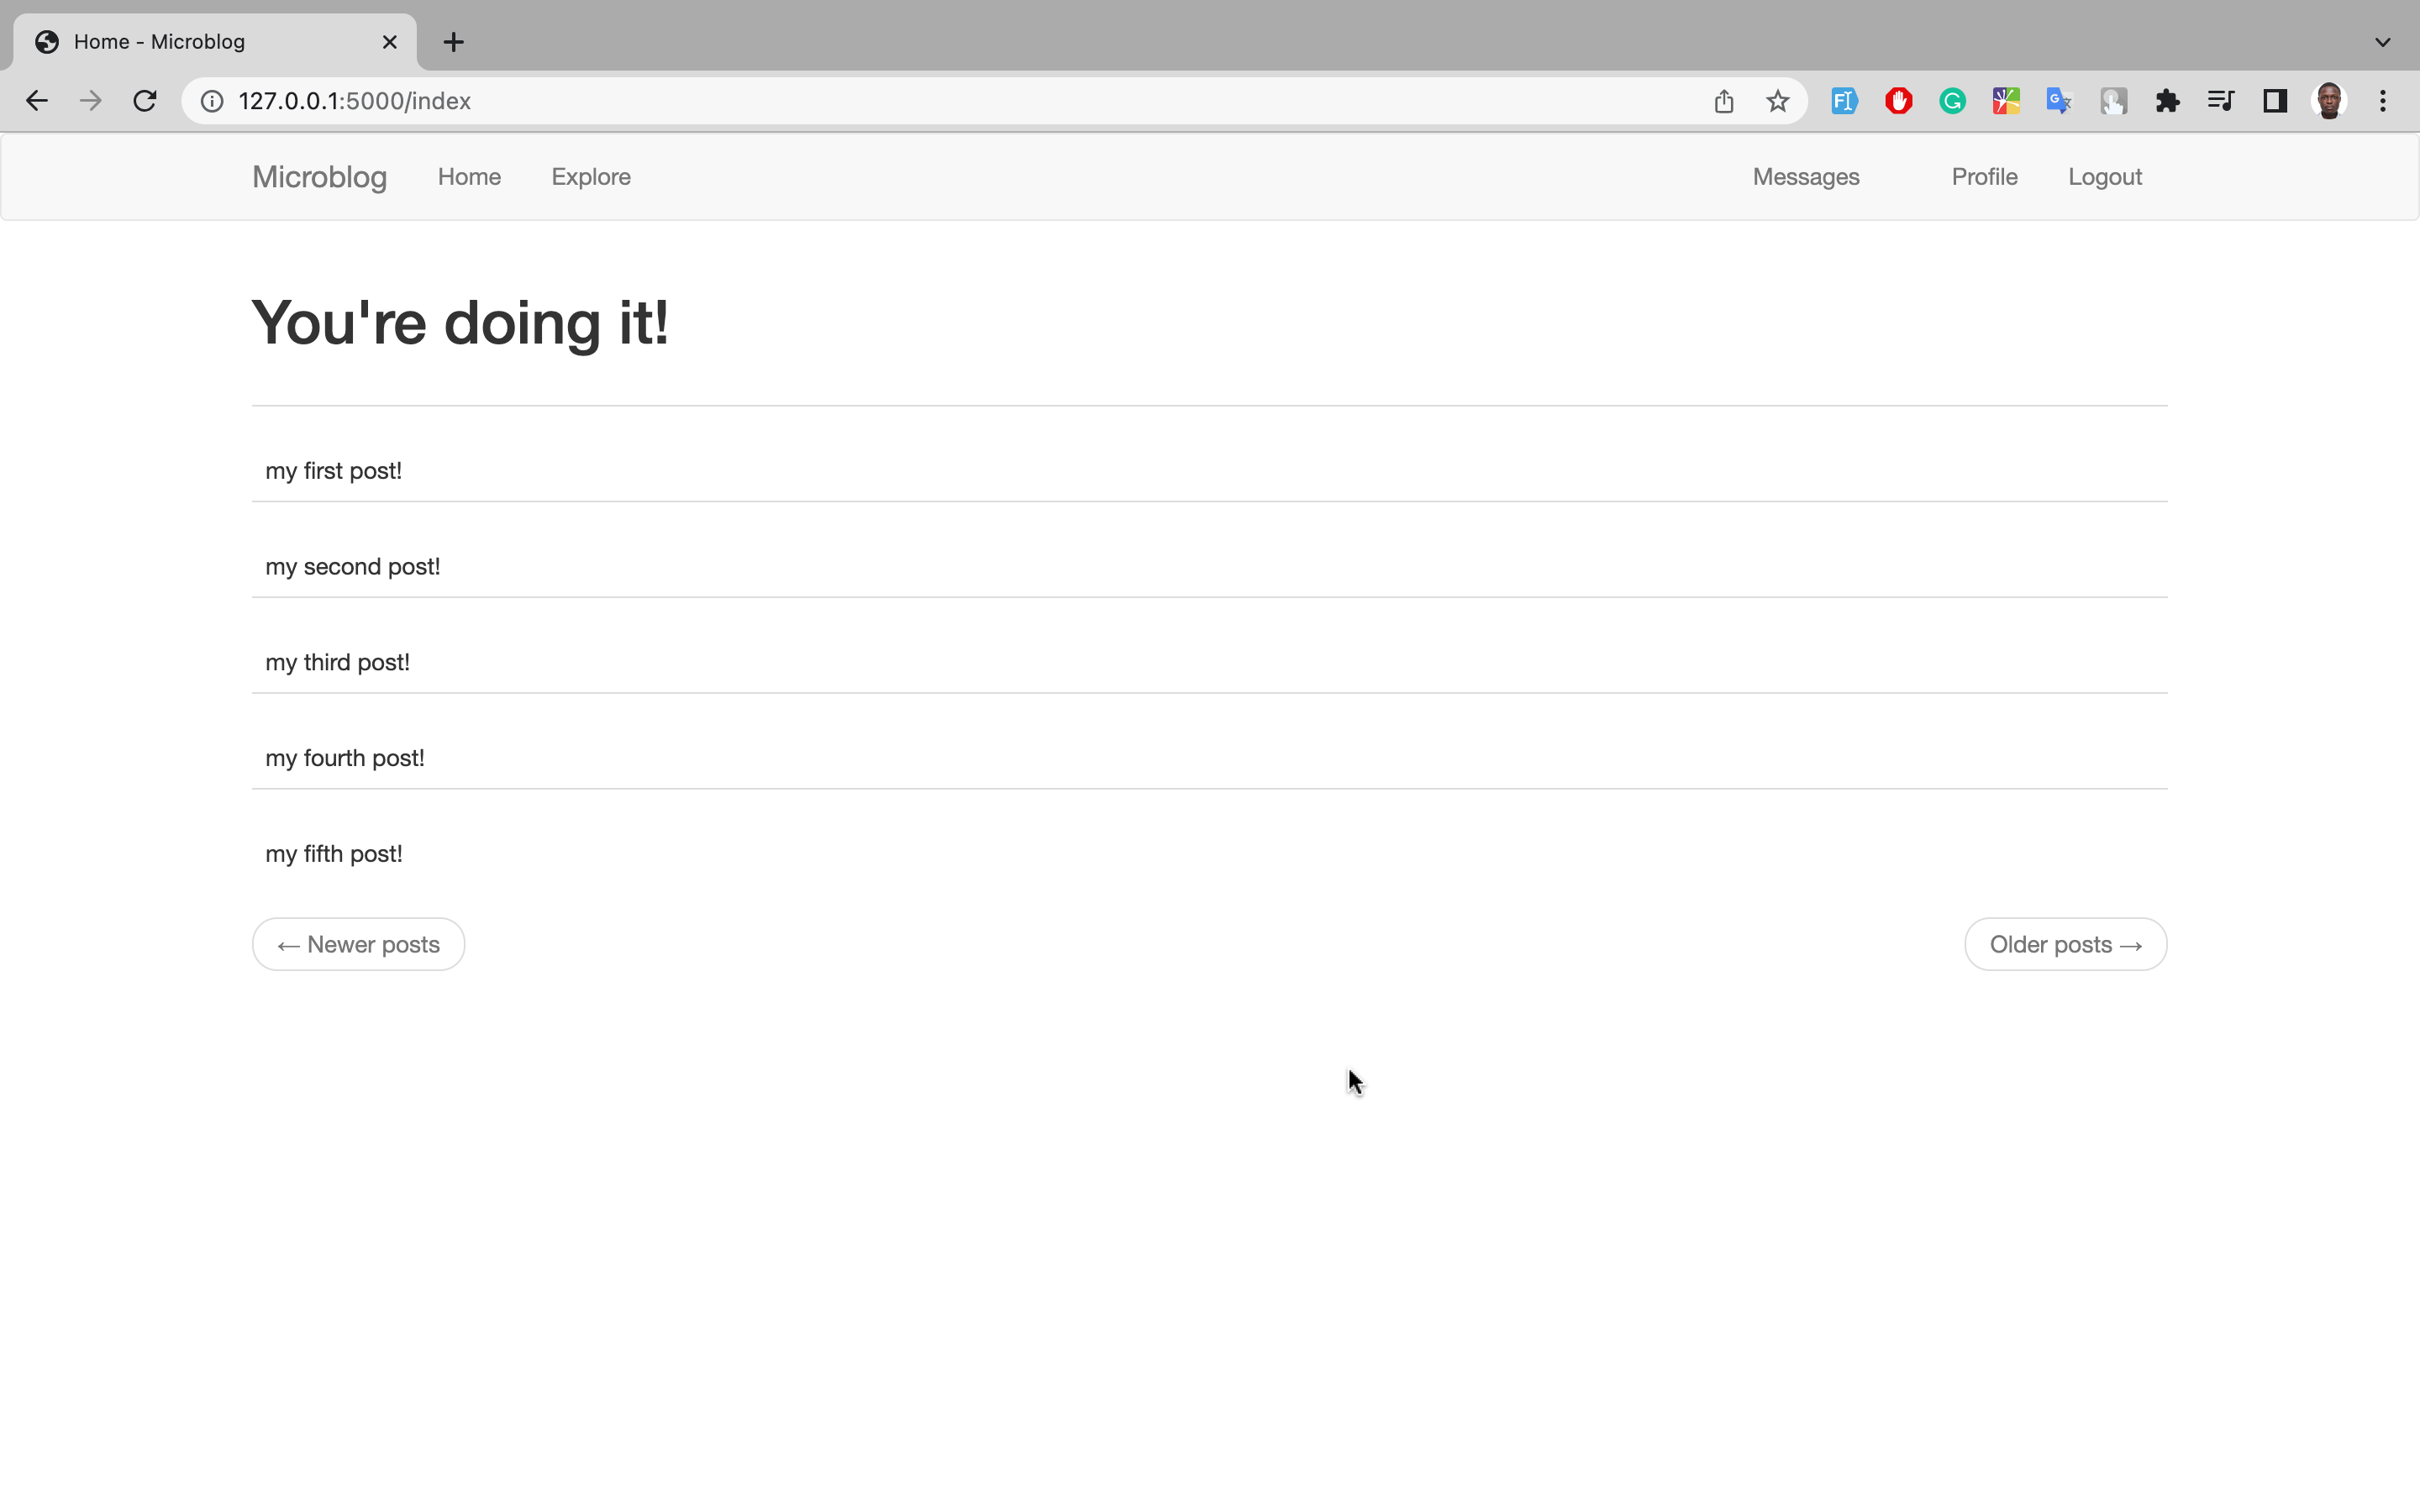 Home - Microblog
127.0.0.1:5000/index
Microblog Home Explore Messages Profile Logout
You're doing it!
my first post!
my second post!
my third post!
my fourth post!
my fifth post!
← Newer posts Older posts →